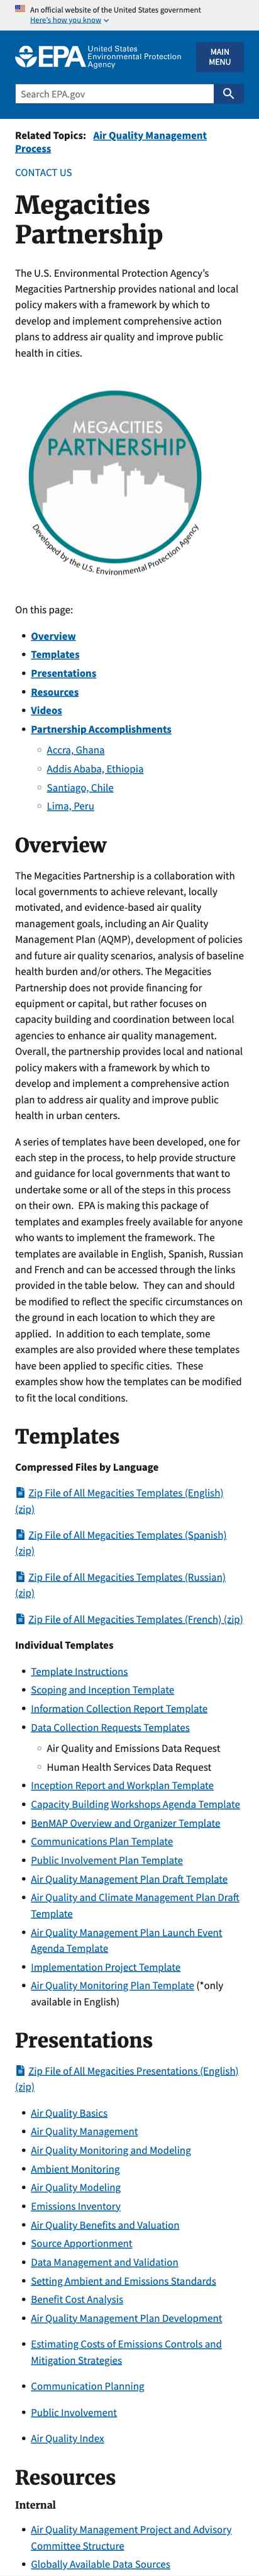 An official website of the United States government
Here's how you know
EPA United States
Environmental Protection
Agency
MAIN
MENU
Search EPA.gov
Related Topics: Air Quality Management
Process
CONTACT US
Megacities
Partnership
The U.S. Environmental Protection Agency's
Megacities Partnership provides national and local
policy makers with a framework by which to
develop and implement comprehensive action
plans to address air quality and improve public
health in cities.
MEGACITIES
PARTNERSHIP
Developed by the U.S. Environmental Protection Agency
On this page:
• Overview
• Templates
• Presentations
• Resources
• Videos
• Partnership Accomplishments
◦ Accra, Ghana
◦ Addis Ababa, Ethiopia
◦ Santiago, Chile
◦ Lima, Peru
Overview
The Megacities Partnership is a collaboration with
local governments to achieve relevant, locally
motivated, and evidence-based air quality
management goals, including an Air Quality
Management Plan (AQMP), development of policies
and future air quality scenarios, analysis of baseline
health burden and/or others. The Megacities
Partnership does not provide financing for
equipment or capital, but rather focuses on
capacity building and coordination between local
agencies to enhance air quality management.
Overall, the partnership provides local and national
policy makers with a framework by which to
develop and implement a comprehensive action
plan to address air quality and improve public
health in urban centers.
A series of templates have been developed, one for
each step in the process, to help provide structure
and guidance for local governments that want to
undertake some or all of the steps in this process
on their own. EPA is making this package of
templates and examples freely available for anyone
who wants to implement the framework. The
templates are available in English, Spanish, Russian
and French and can be accessed through the links
provided in the table below. They can and should
be modified to reflect the specific circumstances on
the ground in each location to which they are
applied. In addition to each template, some
examples are also provided where these templates
have been applied to specific cities. These
examples show how the templates can be modified
to fit the local conditions.
Templates
Compressed Files by Language
Zip File of All Megacities Templates (English)
(zip)
Zip File of All Megacities Templates (Spanish)
(zip)
Zip File of All Megacities Templates (Russian)
(zip)
Zip File of All Megacities Templates (French) (zip)
Individual Templates
• Template Instructions
• Scoping and Inception Template
• Information Collection Report Template
• Data Collection Requests Templates
◦ Air Quality and Emissions Data Request
◦ Human Health Services Data Request
• Inception Report and Workplan Template
• Capacity Building Workshops Agenda Template
• BenMAP Overview and Organizer Template
• Communications Plan Template
• Public Involvement Plan Template
• Air Quality Management Plan Draft Template
• Air Quality and Climate Management Plan Draft
Template
• Air Quality Management Plan Launch Event
Agenda Template
• Implementation Project Template
• Air Quality Monitoring Plan Template (*only
available in English)
Presentations
Zip File of All Megacities Presentations (English)
(zip)
• Air Quality Basics
• Air Quality Management
• Air Quality Monitoring and Modeling
• Ambient Monitoring
• Air Quality Modeling
• Emissions Inventory
• Air Quality Benefits and Valuation
• Source Apportionment
• Data Management and Validation
• Setting Ambient and Emissions Standards
• Benefit Cost Analysis
• Air Quality Management Plan Development
• Estimating Costs of Emissions Controls and
Mitigation Strategies
• Communication Planning
• Public Involvement
• Air Quality Index
Resources
Internal
• Air Quality Management Project and Advisory
Committee Structure
• Globally Available Data Sources